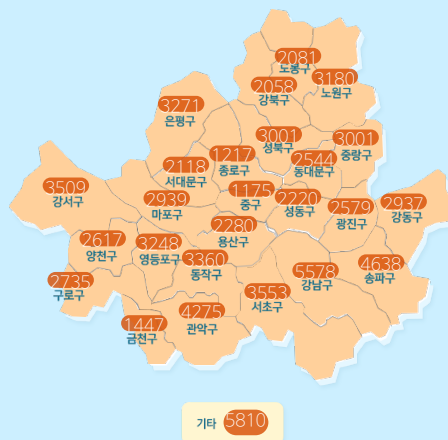 2081
노봉구
3180
노원구
2058
강북구
3271
은평구
3001
성북구
3001
중랑구
1217
종로구
2544
동대문구
2118
서대문구
3509
강서구
2939
마포구
1175
중구
2220
성동구
2579
광진구
2937
강동구
2280
용산구
2617
양천구
3248
영등포구
3360
동작구
5578
강남구
4638
송파구
2735
구로구
3553
서초구
1447
금천구
4275
관악구
기타 5810